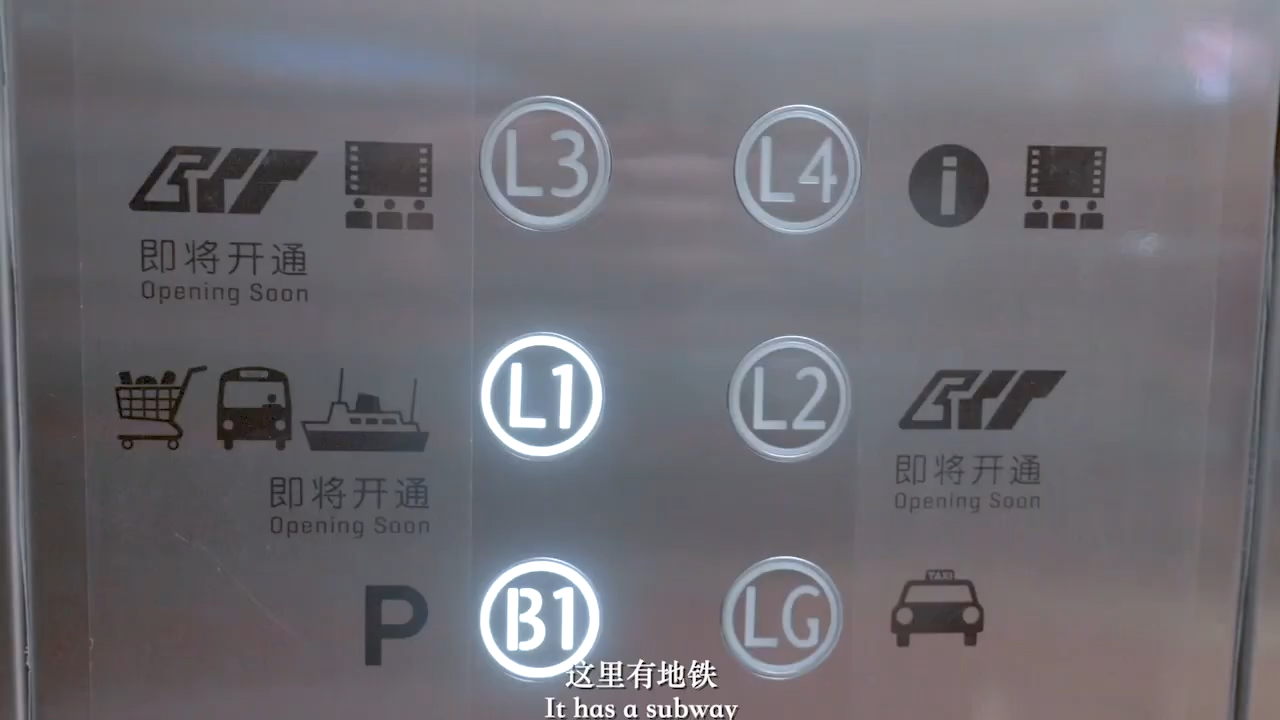 L3
L4
i
即将开通
Opening Soon
L1
L2
即将开通
Opening Soon
即将开通
Opening Soon
P
B1
LG
TAXI
这里有地铁
It has a subway